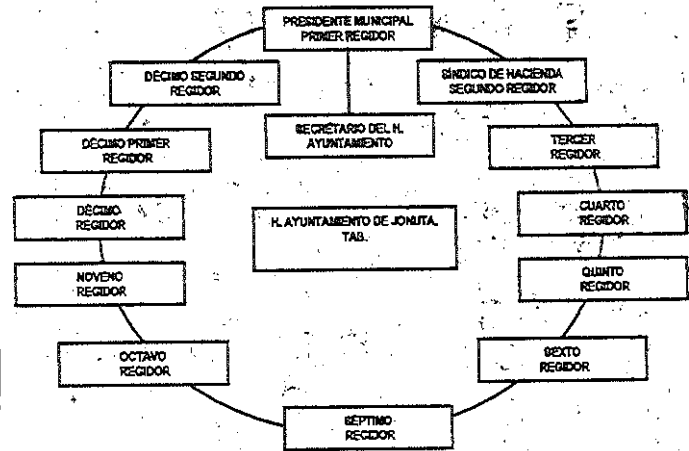 PRESIDENTE MUNICIPAL
PRIMER REGIDOR
DÉCIMO SEGUNDO
REGIDOR
SÍNDICO DE HACIENDA
SEGUNDO REGIDOR
SECRETARIO DEL H.
AYUNTAMIENTO
DÉCIMO PRIMER
REGIDOR
TERCER
REGIDOR
DÉCIMO
REGIDOR
CUARTO
REGIDOR
H. AYUNTAMIENTO DE JONUTA,
TAB.
NOVENO
REGIDOR
QUINTO
REGIDOR
OCTAVO
REGIDOR
SEXTO
REGIDOR
SÉPTIMO
REGIDOR